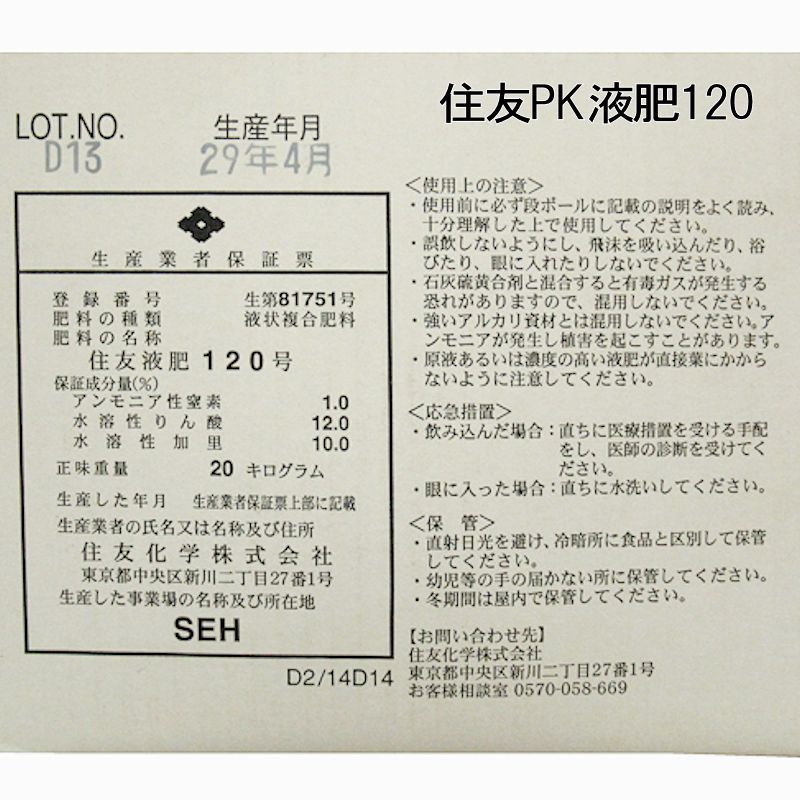 住友PK液肥120
LOT.NO. 生産年月
D13 29年4月
生産業者保証票
登録番号 生第81751号
肥料の種類 液状複合肥料
肥料の名称
住友液肥 120号
保証成分量(%)
アンモニア性窒素 1.0
水溶性りん酸 12.0
水溶性加里 10.0
正味重量 20 キログラム
生産した年月 生産業者保証票上部に記載
生産業者の氏名又は名称及び住所
住友化学株式会社
東京都中央区新川二丁目27番1号
生産した事業場の名称及び所在地
SEH
D2/14D14
<使用上の注意>
・使用前に必ず段ボールに記載の説明をよく読み、
十分理解した上で使用してください。
・誤飲しないようにし、飛沫を吸い込んだり、浴
びたり、眼に入れたりしないでください。
・石灰硫黄合剤と混合すると有毒ガスが発生する
恐れがありますので、混用しないでください。
・強いアルカリ資材とは混用しないでください。ア
ンモニアが発生し植害を起こすことがあります。
・原液あるいは濃度の高い液肥が直接葉にかから
ないように注意してください。
<応急措置>
・飲み込んだ場合：直ちに医療措置を受ける手配
をし、医師の診断を受けてく
ださい。
・眼に入った場合：直ちに水洗いしてください。
<保 管>
・直射日光を避け、冷暗所に食品と区別して保管
してください。
・幼児等の手の届かない所に保管してください。
・冬期間は屋内で保管してください。
【お問い合わせ先】
住友化学株式会社
東京都中央区新川二丁目27番1号
お客様相談室 0570-058-669